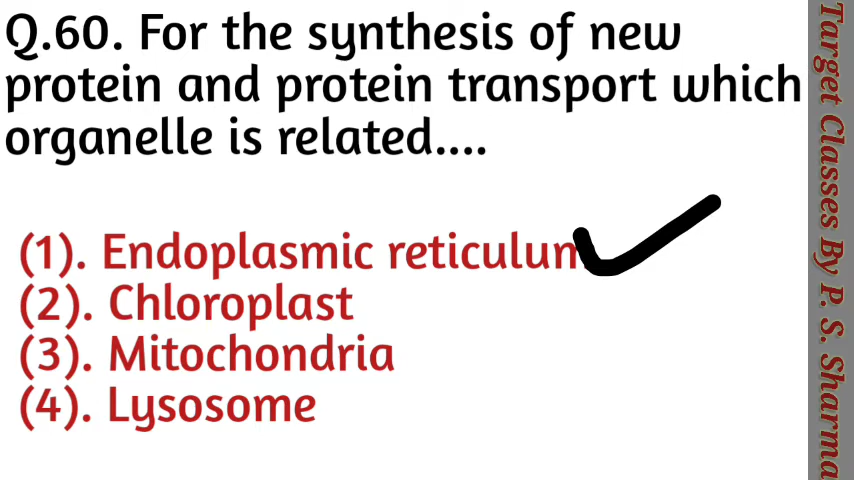 Q.60. For the synthesis of new
protein and protein transport which
organelle is related....
(1). Endoplasmic reticulum
(2). Chloroplast
(3). Mitochondria
(4). Lysosome
Target Classes By P. S. Sharma